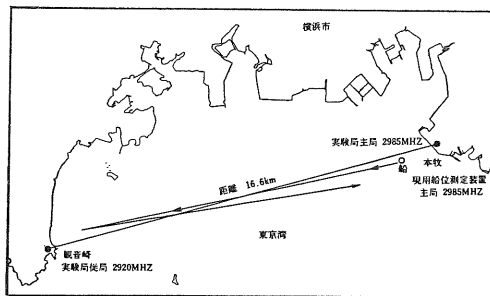 横浜市
実験局主局 2985MHZ
本牧
船
現用船位測定装置
主局 2985MHZ
距離 16.6km
東京湾
観音崎
実験局従局 2920MHZ